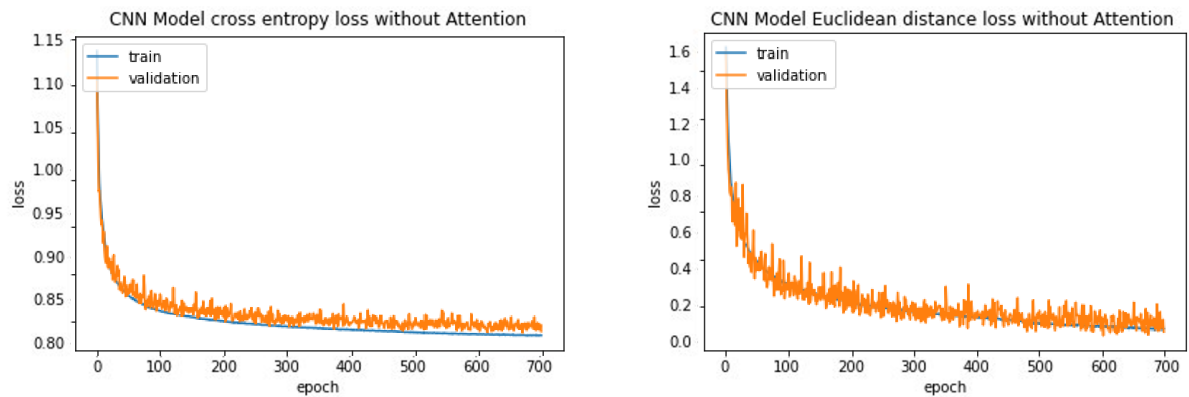 CNN Model cross entropy loss without Attention
1.15
1.10
1.05
1.00
0.95
0.90
0.85
0.80
loss
train
validation
0 100 200 300 400 500 600 700
epoch
CNN Model Euclidean distance loss without Attention
1.6
1.4
1.2
1.0
0.8
0.6
0.4
0.2
0.0
loss
train
validation
0 100 200 300 400 500 600 700
epoch